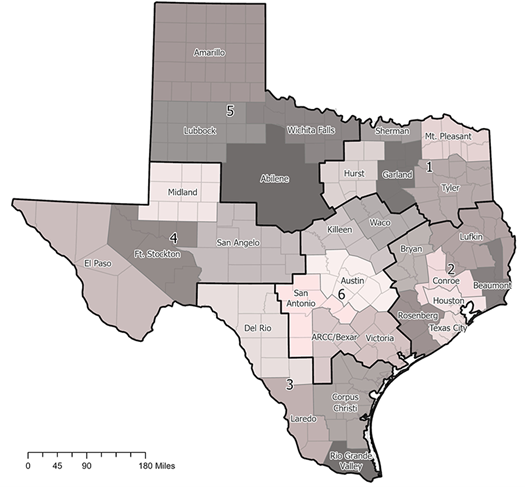 Amarillo
5
Lubbock
Wichita Falls
Sherman
Mt. Pleasant
Abilene
Hurst
Garland
1
Tyler
Midland
4
Ft. Stockton
San Angelo
El Paso
Killeen
Waco
Bryan
Lufkin
2
Conroe
Beaumont
Austin
6
San
Antonio
Houston
Rosenberg
Texas City
Del Rio
ARCC/Bexar
Victoria
3
Laredo
Corpus
Christi
Rio Grande
Valley
0 45 90 180 Miles